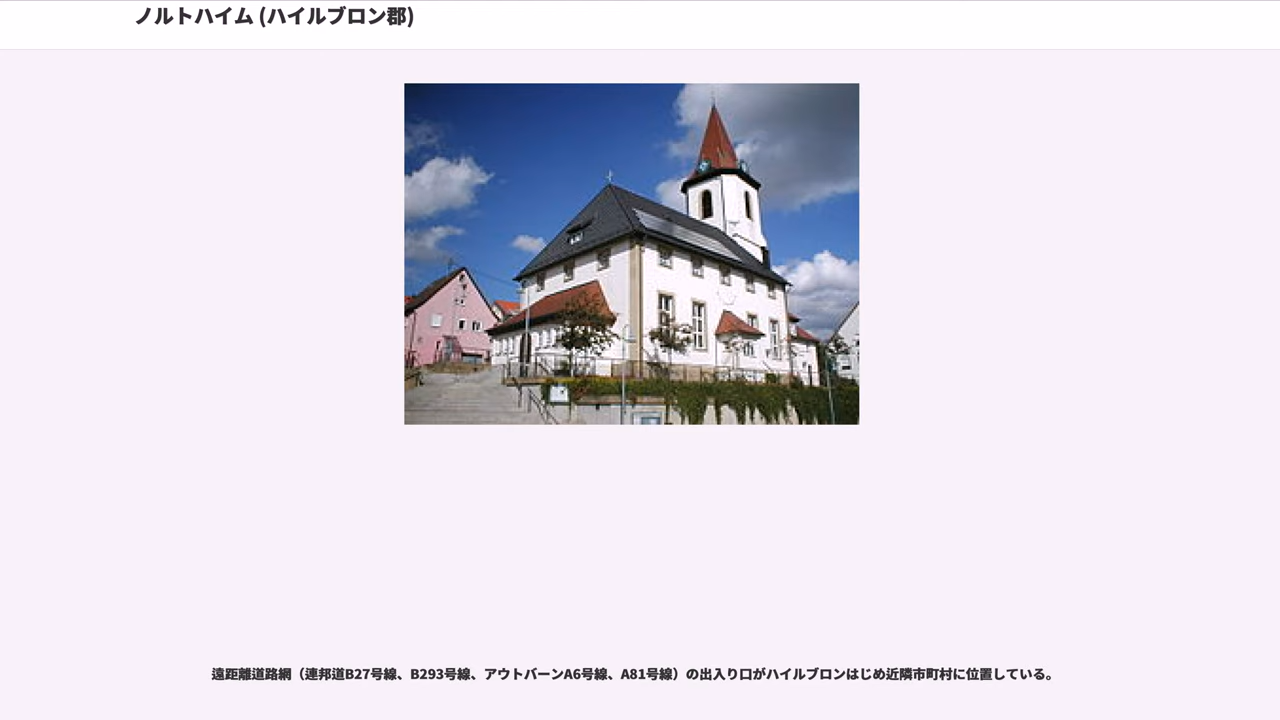 ノルトハイム (ハイルブロン郡)
遠距離道路網（連邦道B27号線、B293号線、アウトバーンA6号線、A81号線）の出入り口がハイルブロンはじめ近隣市町村に位置している。